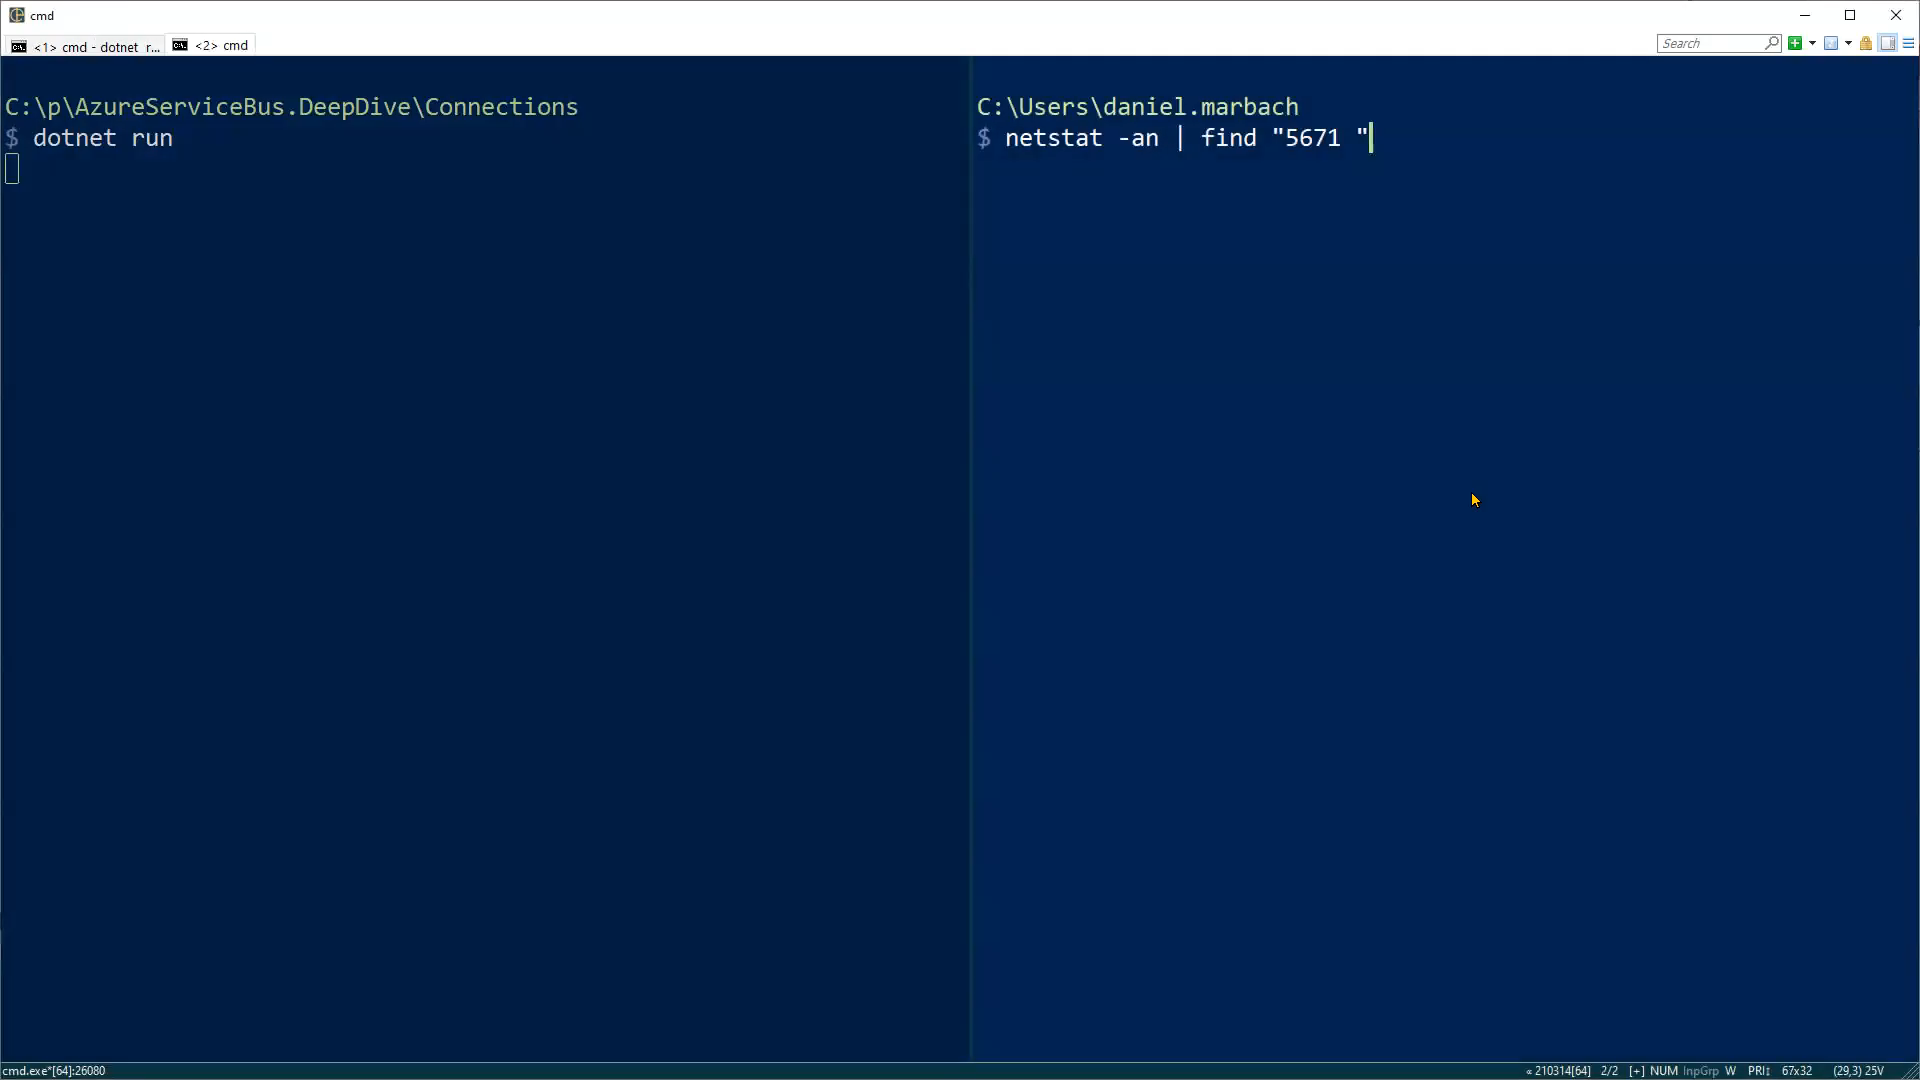 cmd
<1> cmd - dotnet r...
<2> cmd
Search
C:\p\AzureServiceBus.DeepDive\Connections
$ dotnet run
C:\Users\daniel.marbach
$ netstat -an | find "5671 "
cmd.exe*[64]:26080
« 210314[64] 2/2 [+] NUM InpGrp W PRI↕ 67x32 (29,3) 25V